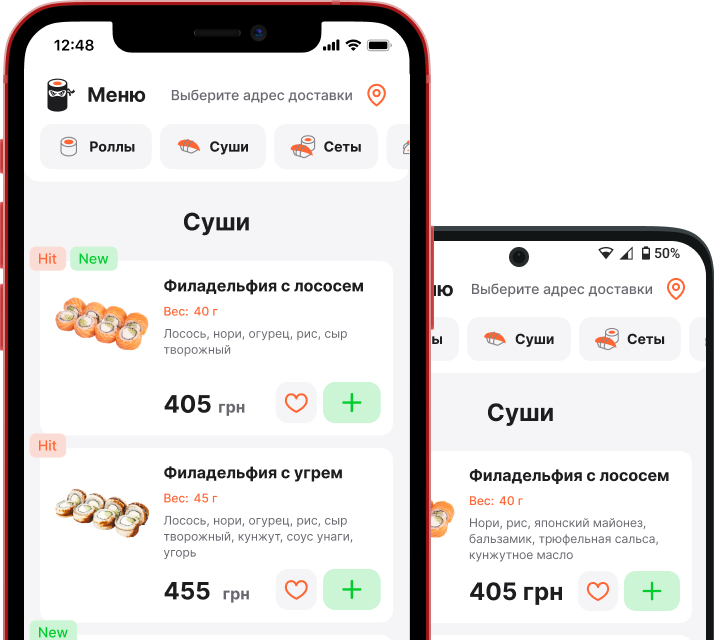 12:48
Меню
Выберите адрес доставки
Роллы
Суши
Сеты
Суши
Hit
New
Филадельфия с лососем
Вес: 40 г
Лосось, нори, огурец, рис, сыр
творожный
405 грн
Hit
Филадельфия с угрем
Вес: 45 г
Лосось, нори, огурец, рис, сыр
творожный, кунжут, соус унаги,
угорь
455 грн
New
50%
ню
Выберите адрес доставки
ы
Суши
Сеты
Суши
Филадельфия с лососем
Вес: 40 г
Нори, рис, японский майонез,
бальзамик, трюфельная сальса,
кунжутное масло
405 грн